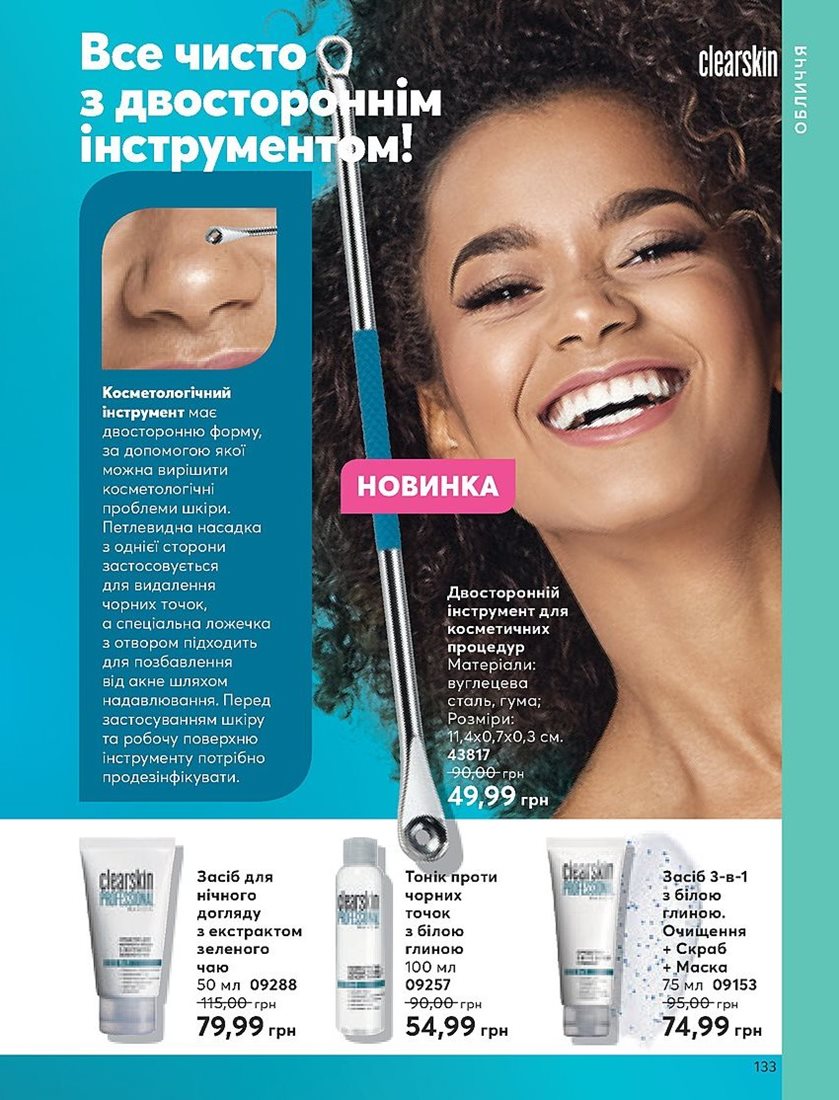 Все чисто
з двостороннім
інструментом!
clearskin
ОБЛИЧЧЯ
Косметологічний
інструмент має
двосторонню форму,
за допомогою якої
можна вирішити
косметологічні
проблеми шкіри.
Петлевидна насадка
з однієї сторони
застосовується
для видалення
чорних точок,
а спеціальна ложечка
з отвором підходить
для позбавлення
від акне шляхом
надавлювання. Перед
застосуванням шкіру
та робочу поверхню
інструменту потрібно
продезінфікувати.
НОВИНКА
Двосторонній
інструмент для
косметичних
процедур
Матеріали:
вуглецева
сталь, гума;
Розміри:
11,4х0,7х0,3 см.
43817
90,00 грн
49,99 грн
clearskin
PROFESSIONAL
Засіб для
нічного
догляду
з екстрактом
зеленого
чаю
50 мл 09288
115,00 грн
79,99 грн
clearskin
PROFESSIONAL
Тонік проти
чорних
точок
з білою
глиною
100 мл
09257
90,00 грн
54,99 грн
clearskin
PROFESSIONAL
Засіб 3-в-1
з білою
глиною.
Очищення
+ Скраб
+ Маска
75 мл 09153
95,00 грн
74,99 грн
133